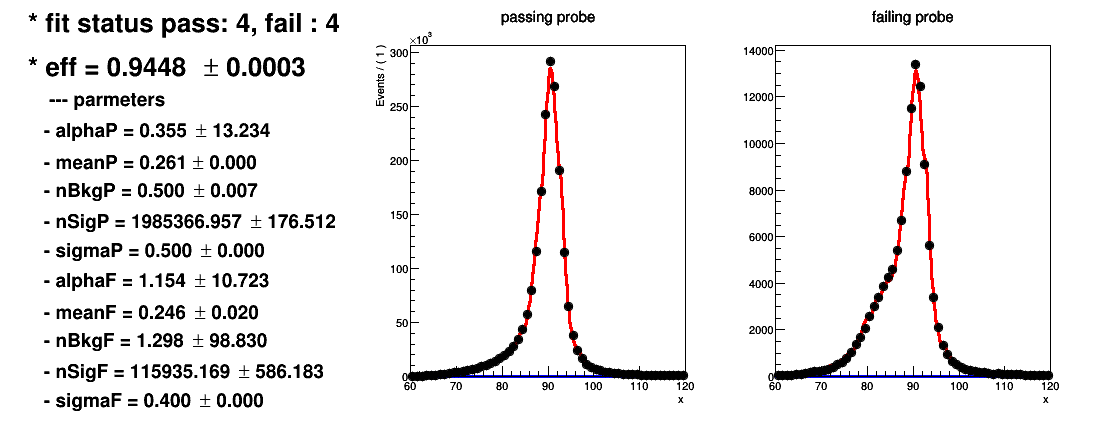 * fit status pass: 4, fail : 4
* eff = 0.9448 ± 0.0003
--- parmeters
- alphaP = 0.355 ± 13.234
- meanP = 0.261 ± 0.000
- nBkgP = 0.500 ± 0.007
- nSigP = 1985366.957 ± 176.512
- sigmaP = 0.500 ± 0.000
- alphaF = 1.154 ± 10.723
- meanF = 0.246 ± 0.020
- nBkgF = 1.298 ± 98.830
- nSigF = 115935.169 ± 586.183
- sigmaF = 0.400 ± 0.000
passing probe
×10³
Events / ( 1 )
300
250
200
150
100
50
0
60 70 80 90 100 110 120
x
failing probe
14000
12000
10000
8000
6000
4000
2000
0
60 70 80 90 100 110 120
x